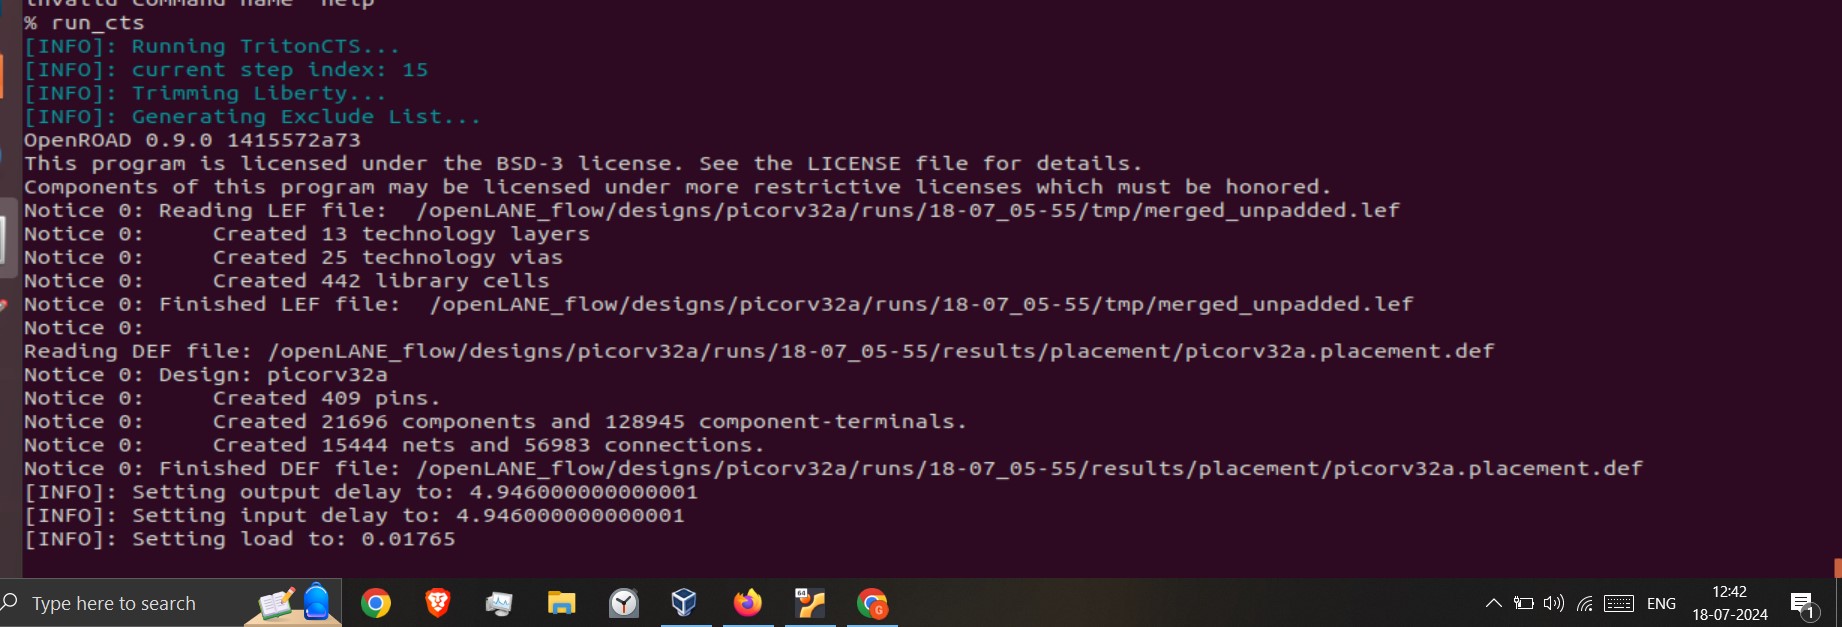 invalid command name "help"
% run_cts
[INFO]: Running TritonCTS...
[INFO]: current step index: 15
[INFO]: Trimming Liberty...
[INFO]: Generating Exclude List...
OpenROAD 0.9.0 1415572a73
This program is licensed under the BSD-3 license. See the LICENSE file for details.
Components of this program may be licensed under more restrictive licenses which must be honored.
Notice 0: Reading LEF file:  /openLANE_flow/designs/picorv32a/runs/18-07_05-55/tmp/merged_unpadded.lef
Notice 0:     Created 13 technology layers
Notice 0:     Created 25 technology vias
Notice 0:     Created 442 library cells
Notice 0: Finished LEF file:  /openLANE_flow/designs/picorv32a/runs/18-07_05-55/tmp/merged_unpadded.lef
Notice 0:
Reading DEF file: /openLANE_flow/designs/picorv32a/runs/18-07_05-55/results/placement/picorv32a.placement.def
Notice 0: Design: picorv32a
Notice 0:     Created 409 pins.
Notice 0:     Created 21696 components and 128945 component-terminals.
Notice 0:     Created 15444 nets and 56983 connections.
Notice 0: Finished DEF file: /openLANE_flow/designs/picorv32a/runs/18-07_05-55/results/placement/picorv32a.placement.def
[INFO]: Setting output delay to: 4.946000000000001
[INFO]: Setting input delay to: 4.946000000000001
[INFO]: Setting load to: 0.01765
Type here to search
64
G
ENG
12:42
18-07-2024
1